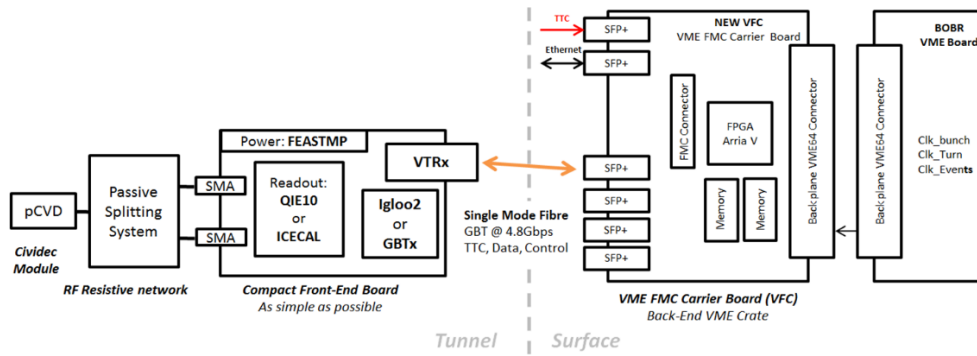 pCVD
Cividec
Module
Passive
Splitting
System
RF Resistive network
SMA
SMA
Power: FEASTMP
Readout:
QIE10
or
ICECAL
VTRx
Igloo2
or
GBTx
Compact Front-End Board
As simple as possible
Tunnel
Single Mode Fibre
GBT @ 4.8Gbps
TTC, Data, Control
Surface
TTC
Ethernet
SFP+
SFP+
SFP+
SFP+
SFP+
SFP+
NEW VFC
VME FMC Carrier Board
FMC Connector
FPGA
Arria V
Memory
Memory
Back plane VME64 Connector
VME FMC Carrier Board (VFC)
Back-End VME Crate
Back plane VME64 Connector
BOBR
VME Board
Clk_bunch
Clk_Turn
Clk_Events